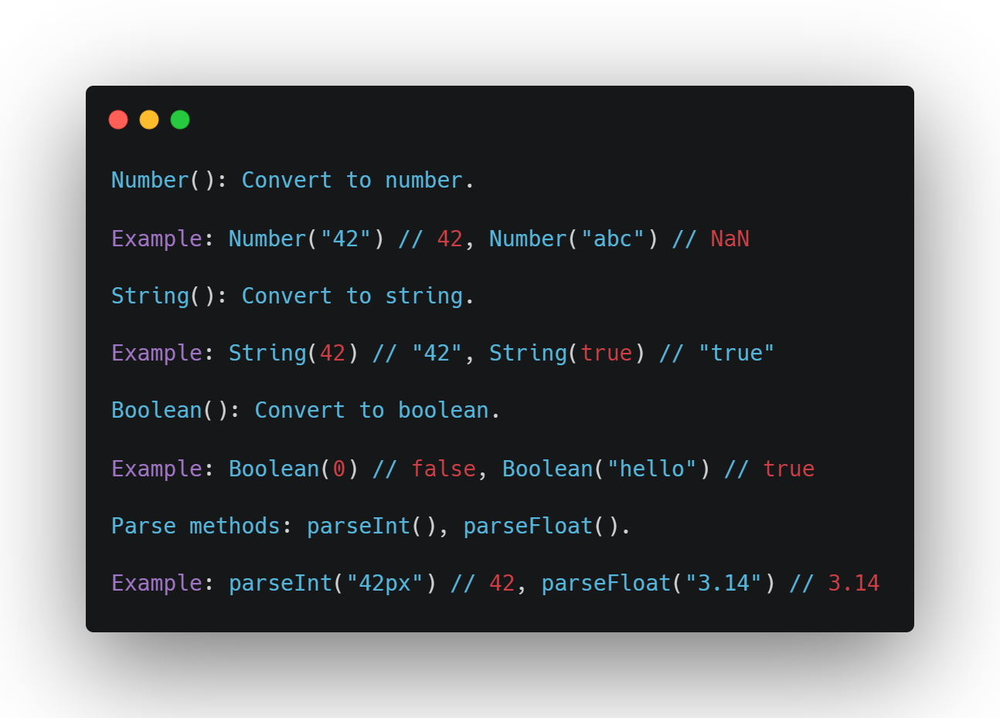 Number(): Convert to number.
Example: Number("42") // 42, Number("abc") // NaN
String(): Convert to string.
Example: String(42) // "42", String(true) // "true"
Boolean(): Convert to boolean.
Example: Boolean(0) // false, Boolean("hello") // true
Parse methods: parseInt(), parseFloat().
Example: parseInt("42px") // 42, parseFloat("3.14") // 3.14